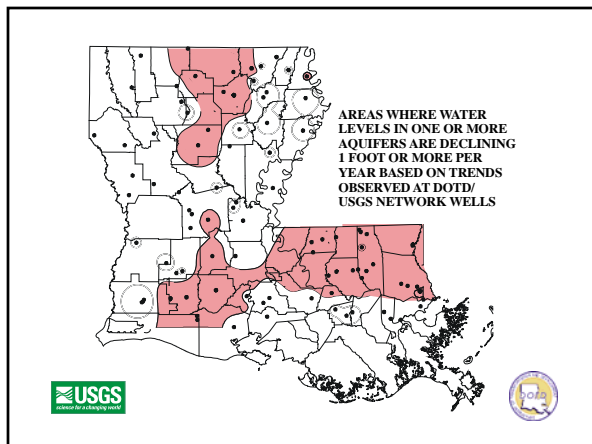 AREAS WHERE WATER
LEVELS IN ONE OR MORE
AQUIFERS ARE DECLINING
1 FOOT OR MORE PER
YEAR BASED ON TRENDS
OBSERVED AT DOTD/
USGS NETWORK WELLS
USGS
science for a changing world
DOTD